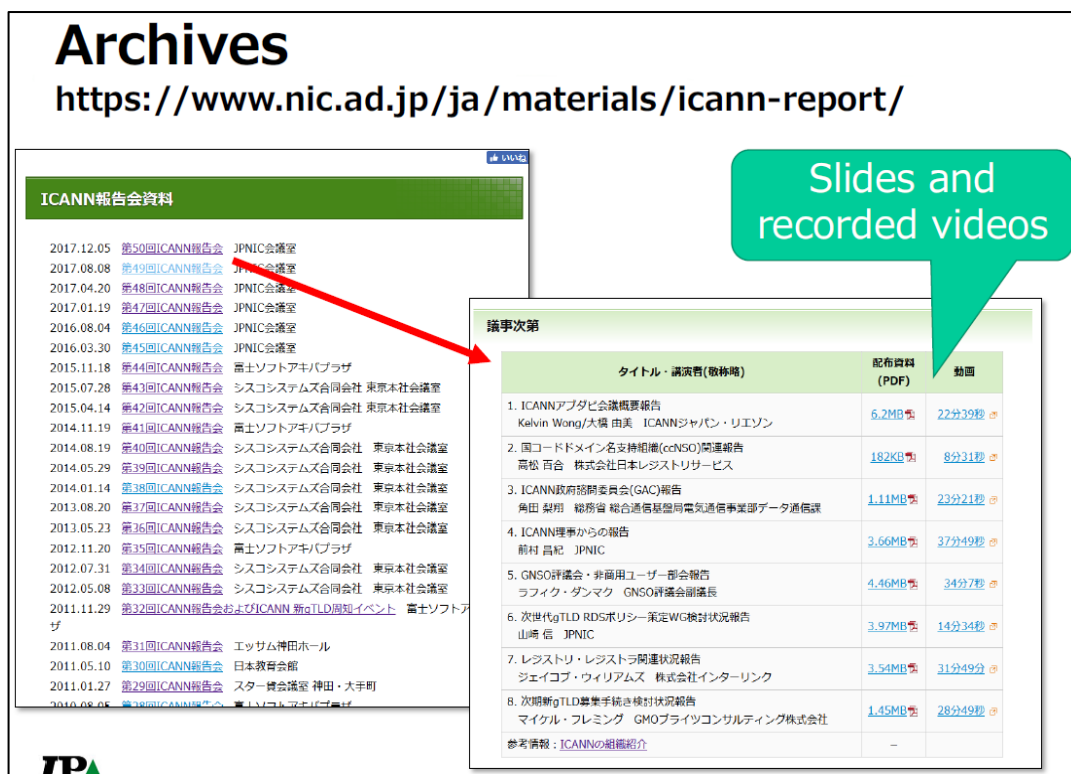 Archives
https://www.nic.ad.jp/ja/materials/icann-report/
いいね
ICANN報告会資料
2017.12.05 第50回ICANN報告会 JPNIC会議室
2017.08.08 第49回ICANN報告会 JPNIC会議室
2017.04.20 第48回ICANN報告会 JPNIC会議室
2017.01.19 第47回ICANN報告会 JPNIC会議室
2016.08.04 第46回ICANN報告会 JPNIC会議室
2016.03.30 第45回ICANN報告会 JPNIC会議室
2015.11.18 第44回ICANN報告会 富士ソフトアキバプラザ
2015.07.28 第43回ICANN報告会 シスコシステムズ合同会社 東京本社会議室
2015.04.14 第42回ICANN報告会 シスコシステムズ合同会社 東京本社会議室
2014.11.19 第41回ICANN報告会 富士ソフトアキバプラザ
2014.08.19 第40回ICANN報告会 シスコシステムズ合同会社 東京本社会議室
2014.05.29 第39回ICANN報告会 シスコシステムズ合同会社 東京本社会議室
2014.01.14 第38回ICANN報告会 シスコシステムズ合同会社 東京本社会議室
2013.08.20 第37回ICANN報告会 シスコシステムズ合同会社 東京本社会議室
2013.05.23 第36回ICANN報告会 シスコシステムズ合同会社 東京本社会議室
2012.11.20 第35回ICANN報告会 富士ソフトアキバプラザ
2012.07.31 第34回ICANN報告会 シスコシステムズ合同会社 東京本社会議室
2012.05.08 第33回ICANN報告会 シスコシステムズ合同会社 東京本社会議室
2011.11.29 第32回ICANN報告会およびICANN 新gTLD周知イベント 富士ソフトア
ザ
2011.08.04 第31回ICANN報告会 エッサム神田ホール
2011.05.10 第30回ICANN報告会 日本教育会館
2011.01.27 第29回ICANN報告会 スター貸会議室 神田・大手町
2010.08.05 第28回ICANN報告会 富士ソフトアキバプラザ
Slides and
recorded videos
議事次第
タイトル・講演者(敬称略) 配布資料 (PDF) 動画
1. ICANNアブダビ会議概要報告
Kelvin Wong/大橋 由美 ICANNジャパン・リエゾン 6.2MB 22分39秒
2. 国コードドメイン名支持組織(ccNSO)関連報告
高松 百合 株式会社日本レジストリサービス 182KB 8分31秒
3. ICANN政府諮問委員会(GAC)報告
角田 梨翔 総務省 総合通信基盤局電気通信事業部データ通信課 1.11MB 23分21秒
4. ICANN理事からの報告
前村 昌紀 JPNIC 3.66MB 37分49秒
5. GNSO評議会・非商用ユーザー部会報告
ラフィク・ダンマク GNSO評議会副議長 4.46MB 34分7秒
6. 次世代gTLD RDSポリシー策定WG検討状況報告
山崎 信 JPNIC 3.97MB 14分34秒
7. レジストリ・レジストラ関連状況報告
ジェイコブ・ウィリアムズ 株式会社インターリンク 3.54MB 31分49分
8. 次期新gTLD募集手続き検討状況報告
マイケル・フレミング GMOブライツコンサルティング株式会社 1.45MB 28分49秒
参考情報：ICANNの組織紹介 －